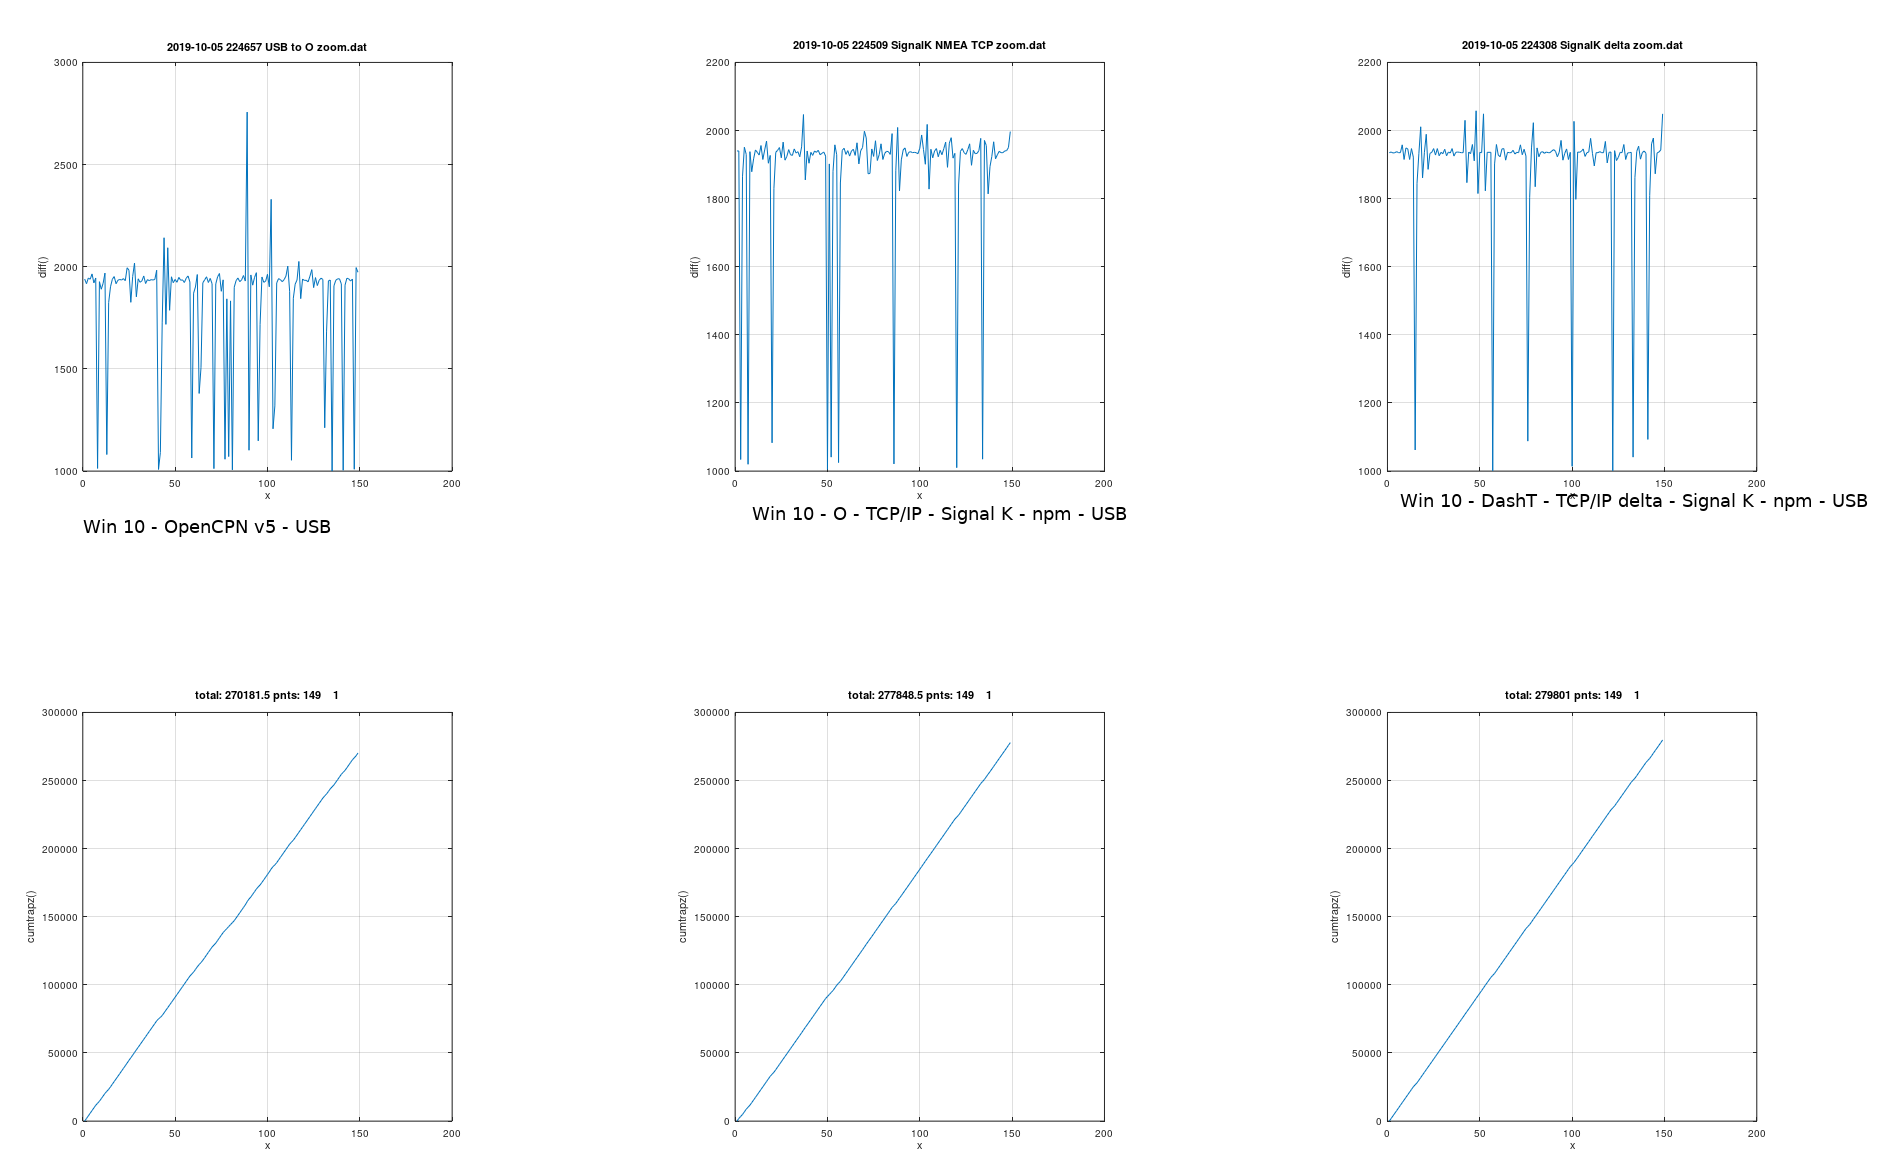 2019-10-05 224657 USB to O zoom.dat
3000
2500
2000
1500
1000
diff()
0 50 100 150 200
x
Win 10 - OpenCPN v5 - USB
2019-10-05 224509 SignalK NMEA TCP zoom.dat
2200
2000
1800
1600
1400
1200
1000
diff()
0 50 100 150 200
x
Win 10 - O - TCP/IP - Signal K - npm - USB
2019-10-05 224308 SignalK delta zoom.dat
2200
2000
1800
1600
1400
1200
1000
diff()
0 50 100 150 200
x
Win 10 - DashT - TCP/IP delta - Signal K - npm - USB
total: 270181.5 pnts: 149 1
300000
250000
200000
150000
100000
50000
0
cumtrapz()
0 50 100 150 200
x
total: 277848.5 pnts: 149 1
300000
250000
200000
150000
100000
50000
0
cumtrapz()
0 50 100 150 200
x
total: 279801 pnts: 149 1
300000
250000
200000
150000
100000
50000
0
cumtrapz()
0 50 100 150 200
x